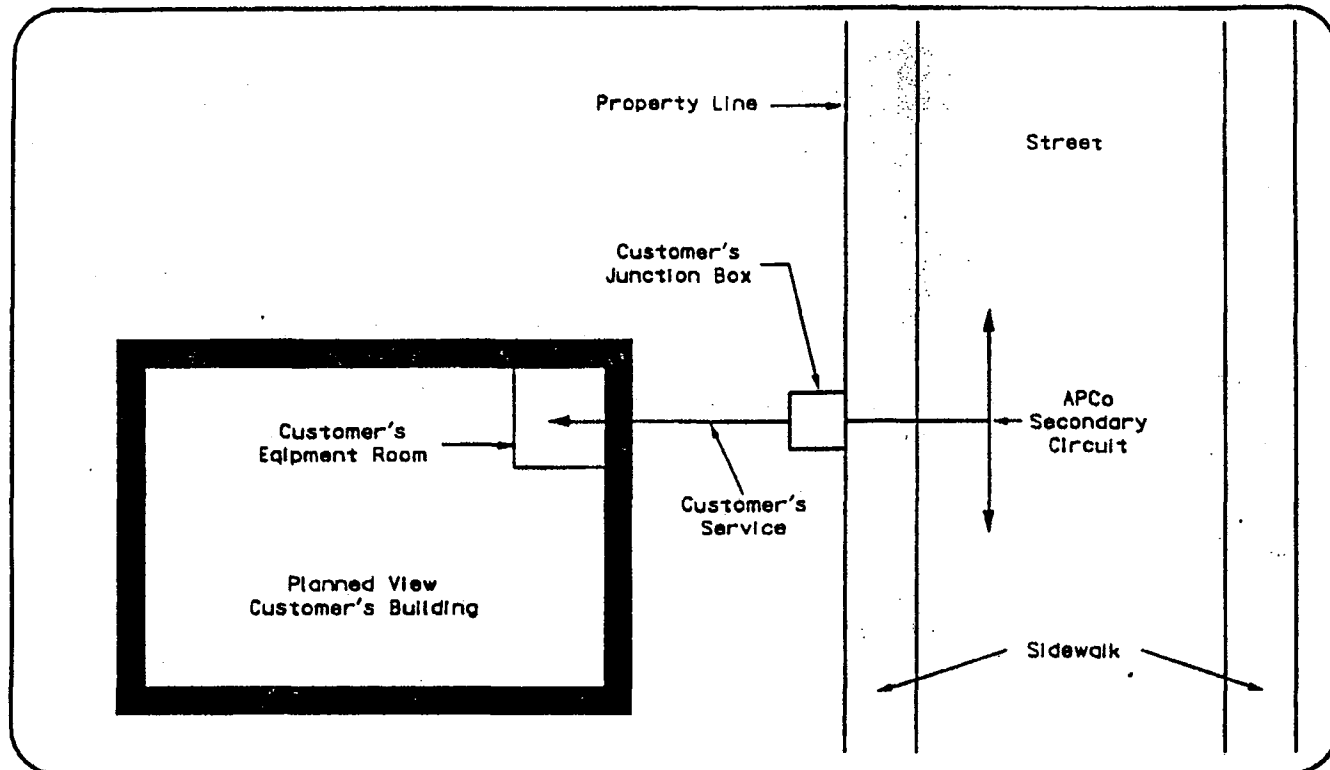 Property Line
Street
Customer's
Junction Box
APCo
Secondary
Circuit
Customer's
Eqipment Room
Customer's
Service
Planned View
Customer's Building
Sidewalk